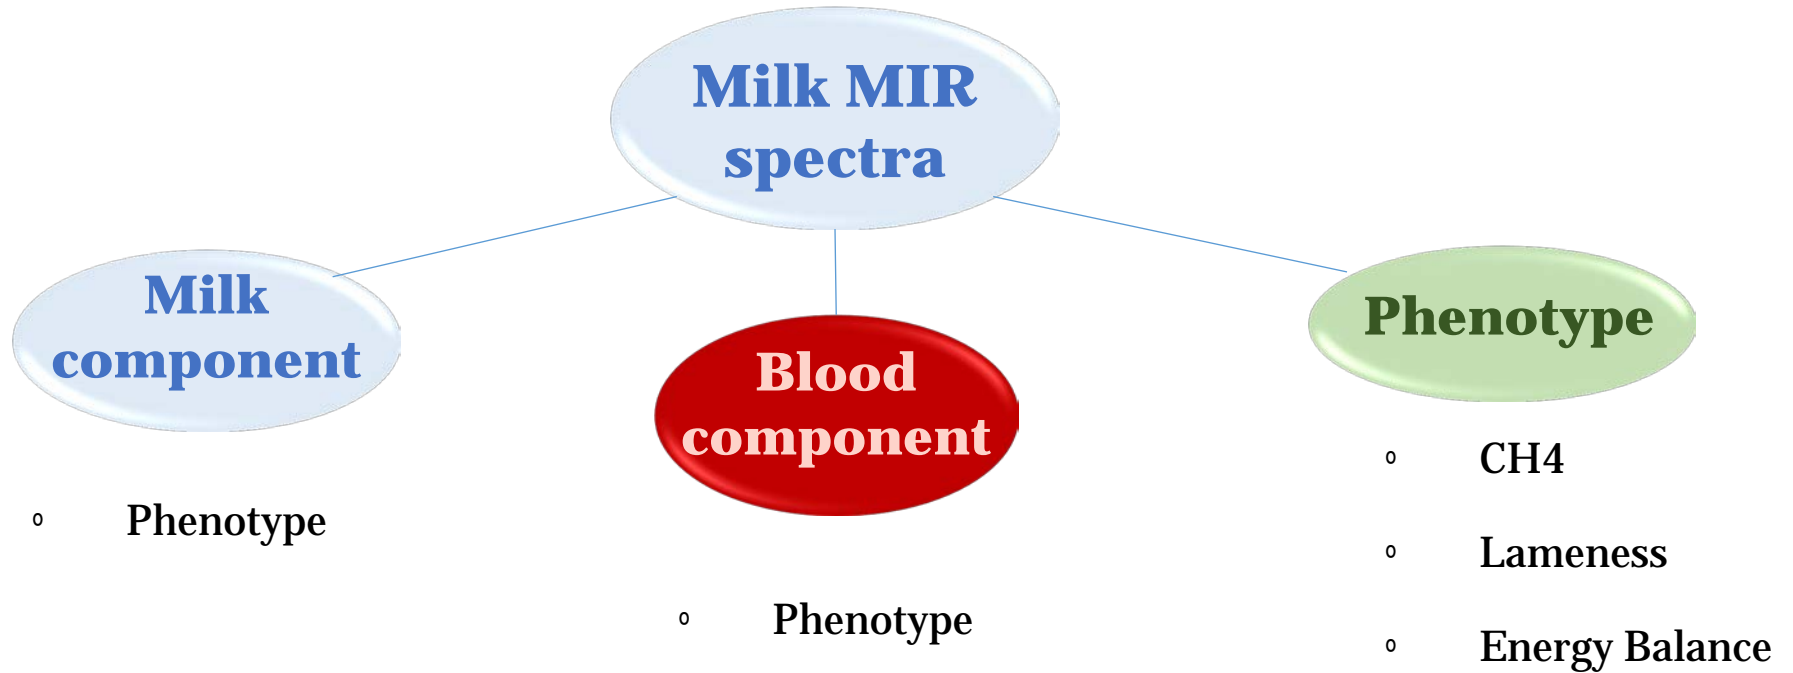 Milk MIR
spectra
Milk
component
o Phenotype
Blood
component
o Phenotype
Phenotype
o CH4
o Lameness
o Energy Balance